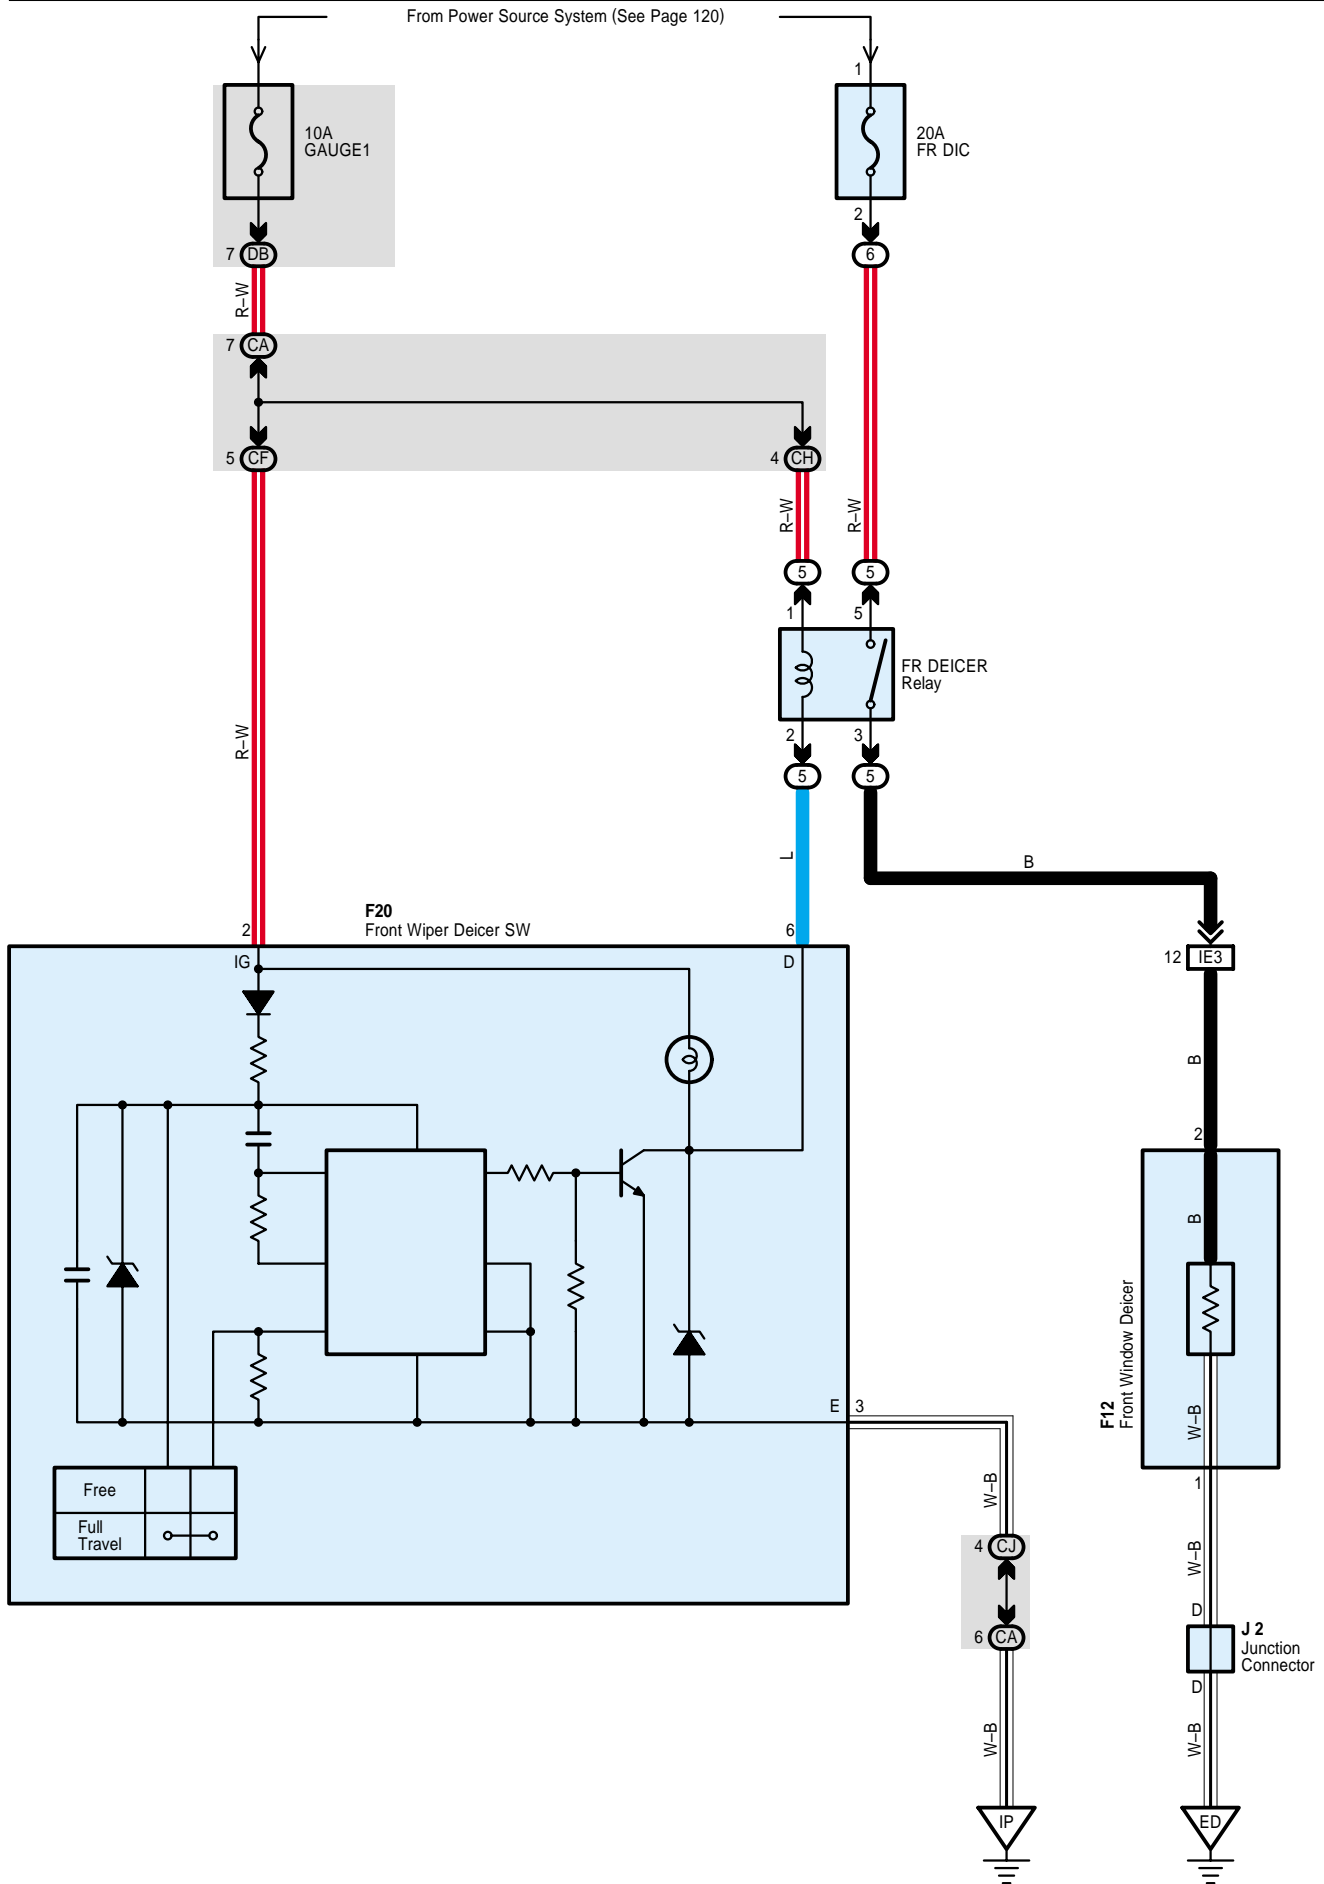 From Power Source System (See Page 120)
1
10A
GAUGE1
20A
FR DIC
2
7 DB
6
R–W
7 CA
5 CF
4 CH
R–W
R–W
5
5
1
5
FR DEICER
Relay
R–W
2
3
5
5
L
B
F20
Front Wiper Deicer SW
2
6
IG
D
12 IE3
B
2
B
F12
Front Window Deicer
W–B
1
E
3
Free
Full
Travel
W–B
4 CJ
6 CA
W–B
W–B
D
J 2
Junction
Connector
D
W–B
IP
ED